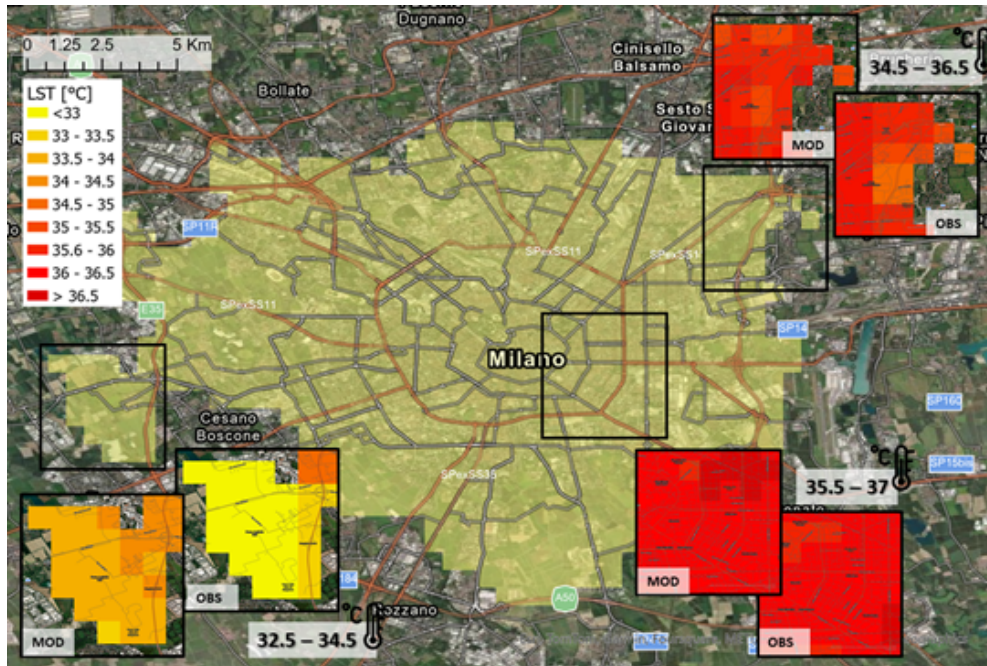 Dugnano
0 1.25 2.5 5 Km
Cinisello
Balsamo
°C
34.5 – 36.5
LST [°C]
<33
33 - 33.5
33.5 - 34
34 - 34.5
34.5 - 35
35 - 35.5
35.6 - 36
36 - 36.5
> 36.5
Bollate
Sesto S
Giovan
MOD
OBS
SP11R
SPexSS11
SPexSS1
E35
SPexSS11
SP14
Milano
SP160
Cesano
Boscone
SPexSS35
°C
35.5 – 37
SP15bis
MOD
OBS
A50
MOD
OBS
°C
32.5 – 34.5
Rozzano